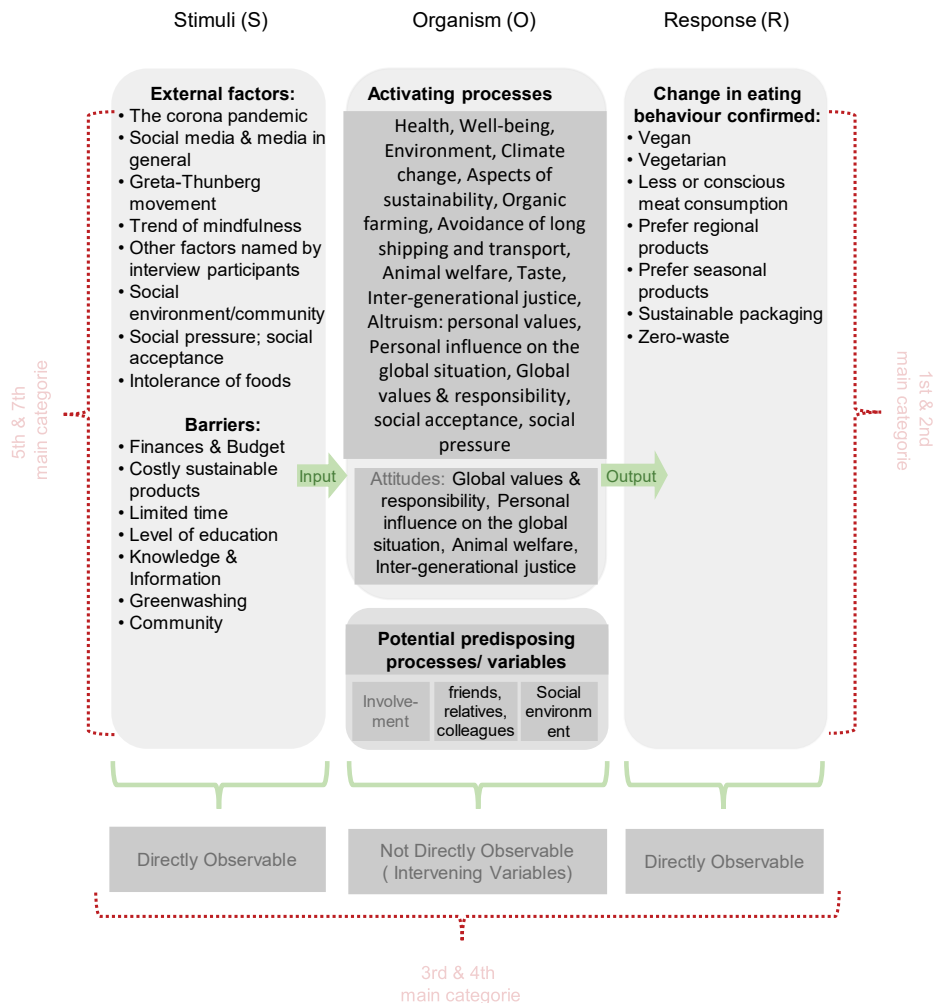 Stimuli (S)
Organism (O)
Response (R)
External factors:
• The corona pandemic
• Social media & media in
general
• Greta-Thunberg
movement
• Trend of mindfulness
• Other factors named by
interview participants
• Social
environment/community
• Social pressure; social
acceptance
• Intolerance of foods
Barriers:
• Finances & Budget
• Costly sustainable
products
• Limited time
• Level of education
• Knowledge &
Information
• Greenwashing
• Community
5th & 7th
main categorie
Input
Activating processes
Health, Well-being,
Environment, Climate
change, Aspects of
sustainability, Organic
farming, Avoidance of long
shipping and transport,
Animal welfare, Taste,
Inter-generational justice,
Altruism: personal values,
Personal influence on the
global situation, Global
values & responsibility,
social acceptance, social
pressure
Attitudes: Global values &
responsibility, Personal
influence on the global
situation, Animal welfare,
Inter-generational justice
Potential predisposing
processes/ variables
Involve-
ment
friends,
relatives,
colleagues
Social
environm
ent
Output
Change in eating
behaviour confirmed:
• Vegan
• Vegetarian
• Less or conscious
meat consumption
• Prefer regional
products
• Prefer seasonal
products
• Sustainable packaging
• Zero-waste
1st & 2nd
main categorie
Directly Observable
Not Directly Observable
( Intervening Variables)
Directly Observable
3rd & 4th
main categorie